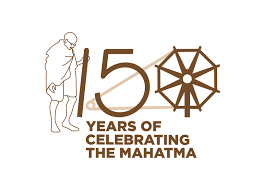 150
YEARS OF
CELEBRATING
THE MAHATMA